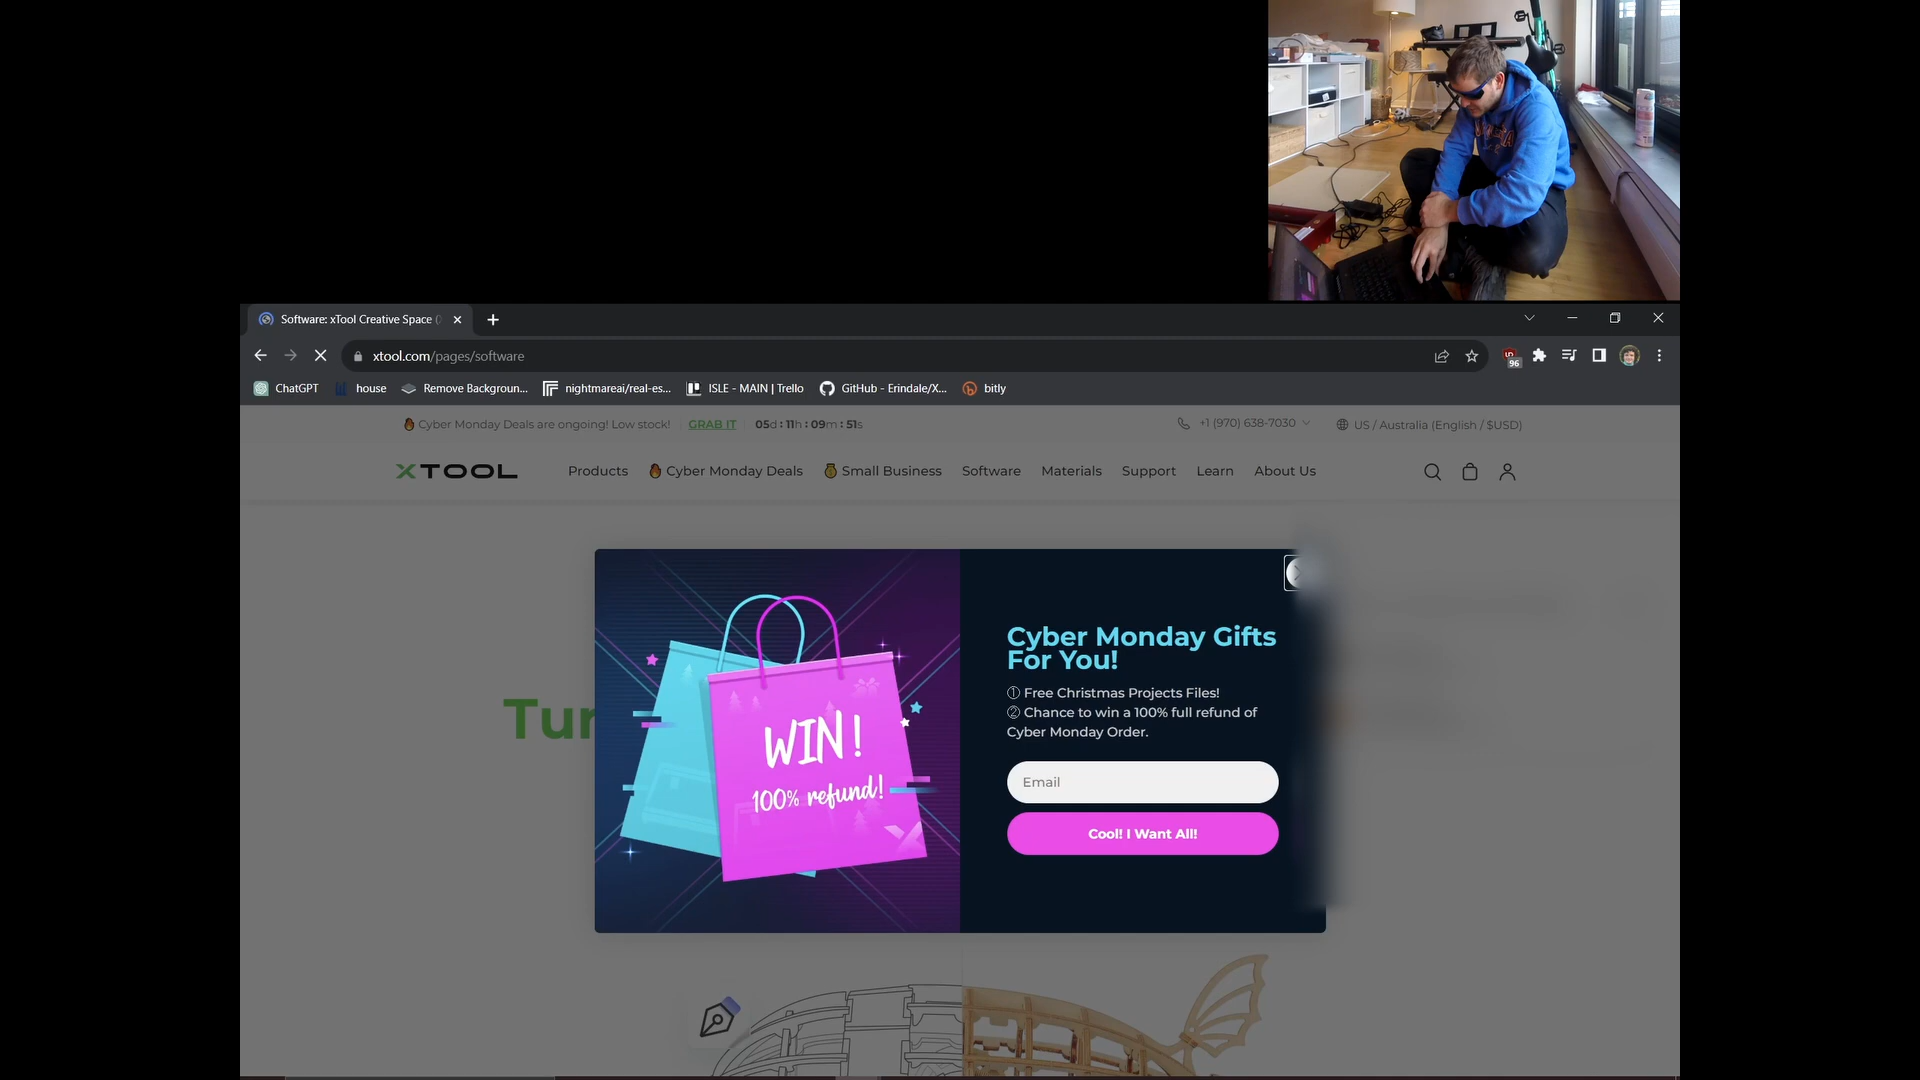 Software: xTool Creative Space (
xtool.com/pages/software
96
ChatGPT
house
Remove Backgroun...
nightmareai/real-es...
ISLE - MAIN | Trello
GitHub - Erindale/X...
bitly
Cyber Monday Deals are ongoing! Low stock!
GRAB IT
05d : 11h : 09m : 51s
+1 (970) 638-7030
US / Australia (English / $USD)
XTOOL
Products
Cyber Monday Deals
Small Business
Software
Materials
Support
Learn
About Us
Tur
WIN!
100% refund!
Cyber Monday Gifts
For You!
① Free Christmas Projects Files!
② Chance to win a 100% full refund of
Cyber Monday Order.
Email
Cool! I Want All!